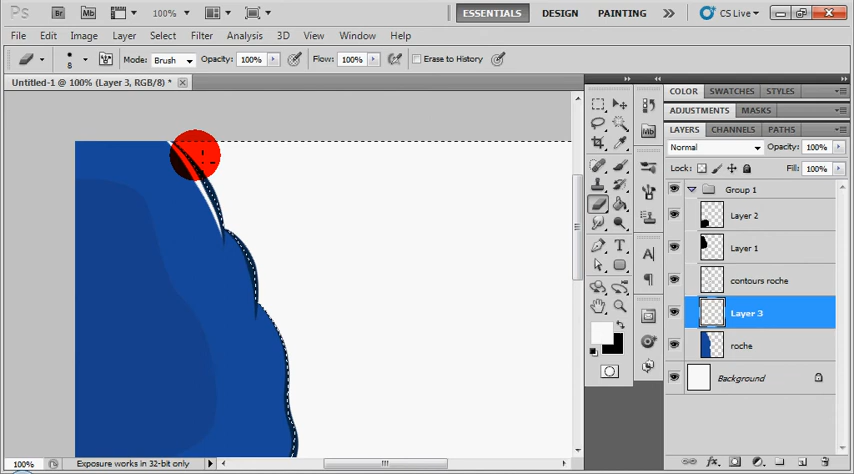 Ps Br Mb 100% ESSENTIALS DESIGN PAINTING >> CS Live
File Edit Image Layer Select Filter Analysis 3D View Window Help
8 Mode: Brush Opacity: 100% Flow: 100% Erase to History
Untitled-1 @ 100% (Layer 3, RGB/8) *
COLOR SWATCHES STYLES
ADJUSTMENTS MASKS
LAYERS CHANNELS PATHS
Normal Opacity: 100%
Lock: Fill: 100%
Group 1
Layer 2
Layer 1
contours roche
Layer 3
roche
Background
100% Exposure works in 32-bit only